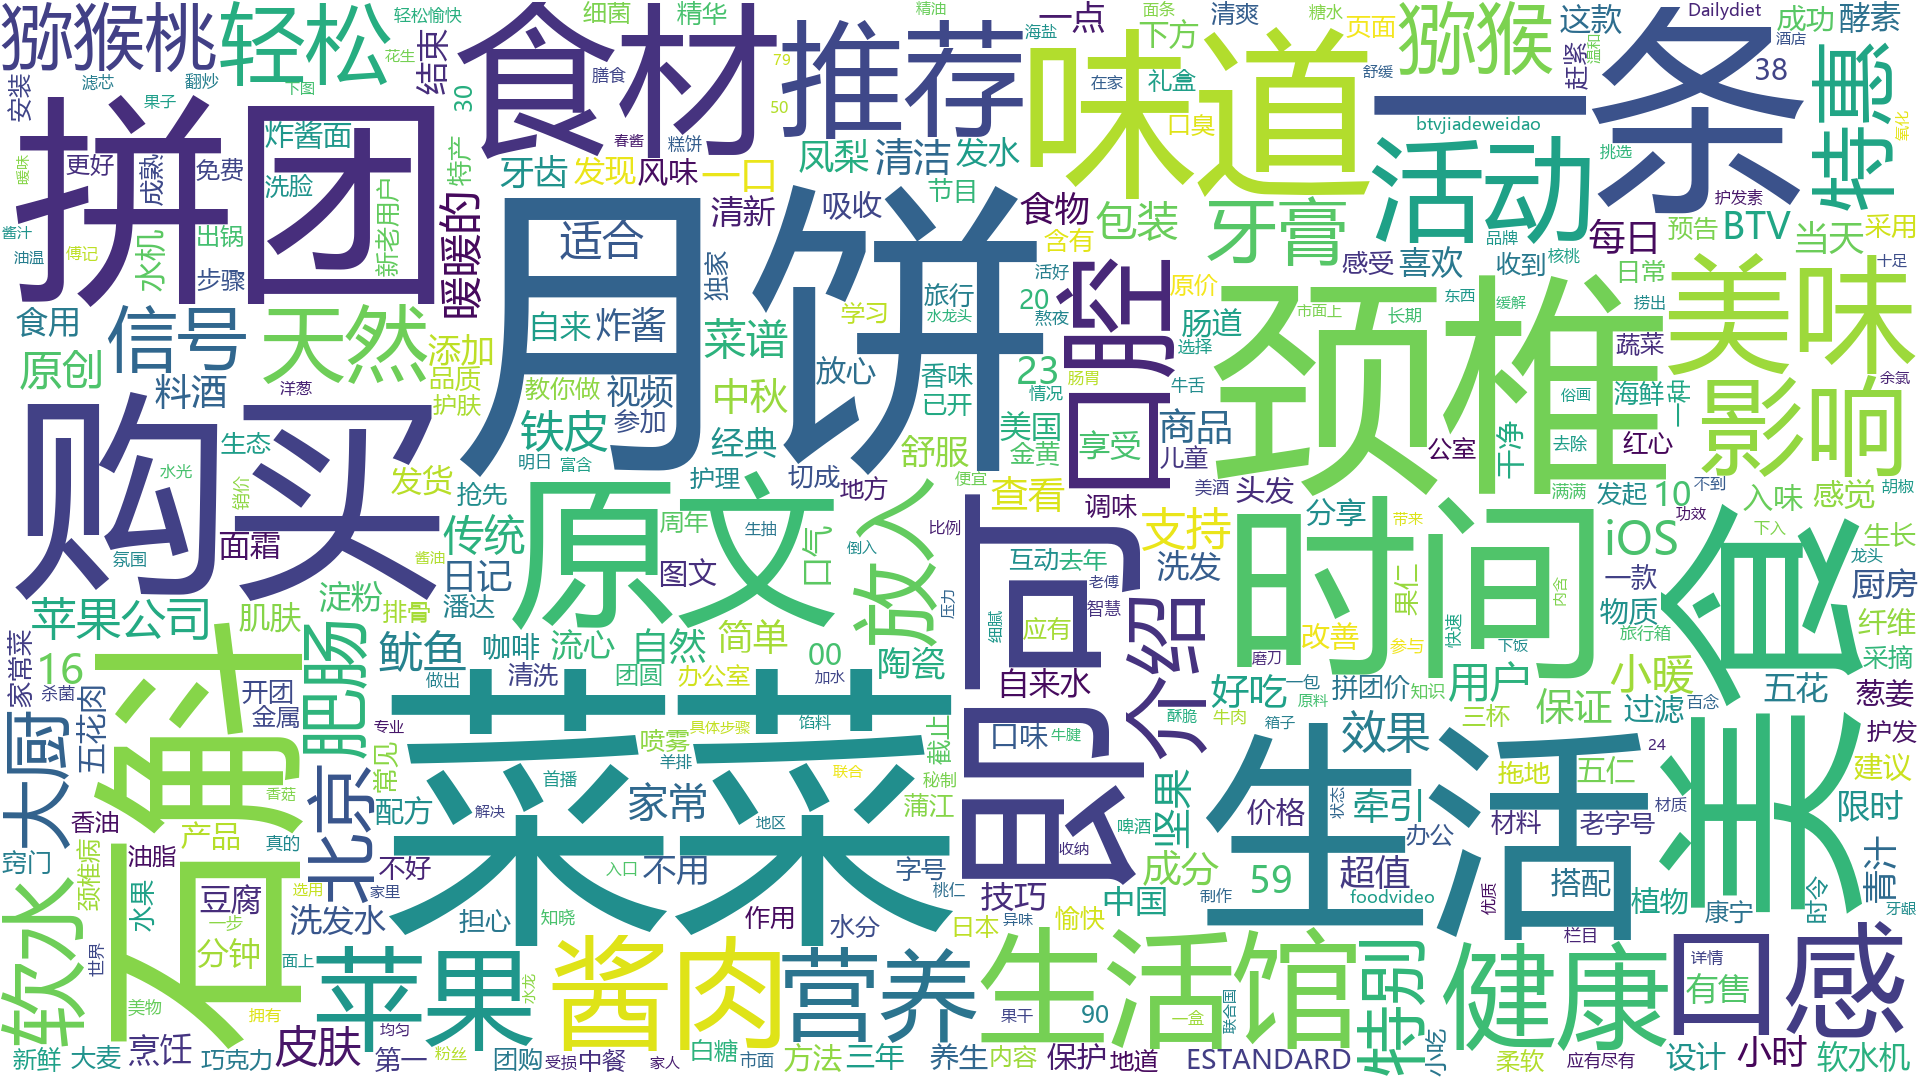 猕猴桃
轻松
轻松愉快
食材
细菌
精华
推荐
精油
一点
海盐
味道
面条
下方
清爽
糖水
页面
猕猴
这款
一条
Dailydiet
成功
酒店
酵素
安装
滤芯
翻炒
果子
下图
花生
结束
膳食
79
50
在家
礼盒
舒缓
赶紧
温和
38
特惠
拼团
炸酱面
30
春酱
糕饼
口臭
btvjiadeweidao
氧化
暖味
更好
成熟
免费
洗脸
特产
牙齿
发现
风味
一口
凤梨
清洁
发水
活动
挑选
新老用户
暖暖的
月饼
适合
清新
吸收
节目
食物
包装
牙膏
护发素
每日
预告
BTV
当天
采用
酱汁
油温
傅记
水机
出锅
步骤
独家
含有
口腔
感受
喜欢
品牌
收到
核桃
日常
十足
食用
信号
天然
添加
自来
炸酱
菜谱
学习
旅行
水龙头
活好
20
熬夜
原价
肠道
选择
颈椎
市面上
长期
东西
缓解
捞出
美味
蔬菜
原创
料酒
洋葱
品质
护肤
教你做
视频
参加
中秋
放心
香味
已开
23
情况
肠胃
牛舌
俗画
海鲜
余氯
影响
购买
生态
水光
销价
发货
铁皮
明日
富含
经典
护理
切成
地方
舒服
美国
金黄
便宜
享受
商品
儿童
公室
干净
去除
红心
抢先
查看
调味
美酒
头发
满满
发起
10
不到
功效
入味
感觉
胡椒
面霜
氛围
酱油
传统
原文
周年
生抽
口气
放入
倒入
比例
支持
分享
带来
时间
iOS
下入
生长
龙头
日记
图文
压力
互动
去年
老傅
智慧
洗发
果仁
内含
一款
厨房
美食
苹果公司
肌肤
淀粉
排骨
潘达
咖啡
流心
自然
简单
00
陶瓷
细腻
应有
介绍
改善
参与
快速
下饭
物质
旅行箱
纤维
家常菜
16
石斛
肥肠
鱿鱼
做出
清洗
团圆
办公室
加水
自来水
磨刀
好吃
一包
原料
拼团价
知识
用户
小暖
采摘
杀菌
五花肉
开团
金属
专业
菜菜
具体步骤
馅料
司
酥脆
牛肉
箱子
三杯
保证
过滤
百念
五花
葱姜
护发
大厨
北京
常见
喷雾
羊排
截止
口味
牛腱
生活
效果
24
拖地
五仁
建议
香菇
香油
产品
真的
配方
首播
解决
家常
地区
联合
秘制
蒲江
啤酒
坚果
价格
状态
牵引
办公
材料
材质
老字号
限时
窍门
颈椎病
油脂
不好
入口
不用
字号
收纳
成分
超值
青汁
软水
水果
豆腐
选用
家里
洗发水
担心
知晓
作用
水分
桃仁
技巧
中国
制作
59
foodvideo
优质
搭配
植物
康宁
时令
牙龈
世界
一步
分钟
面上
苹果
酱肉
营养
日本
异味
愉快
生活馆
特别
栏目
健康
详情
有售
口感
美物
拥有
水龙
果干
90
一盒
联合国
新鲜
大麦
烹饪
巧克力
皮肤
均匀
第一
粉丝
团购
受损
中餐
家人
白糖
市面
方法
三年
养生
内容
保护
地道
ESTANDARD
小吃
柔软
应有尽有
设计
小时
软水机